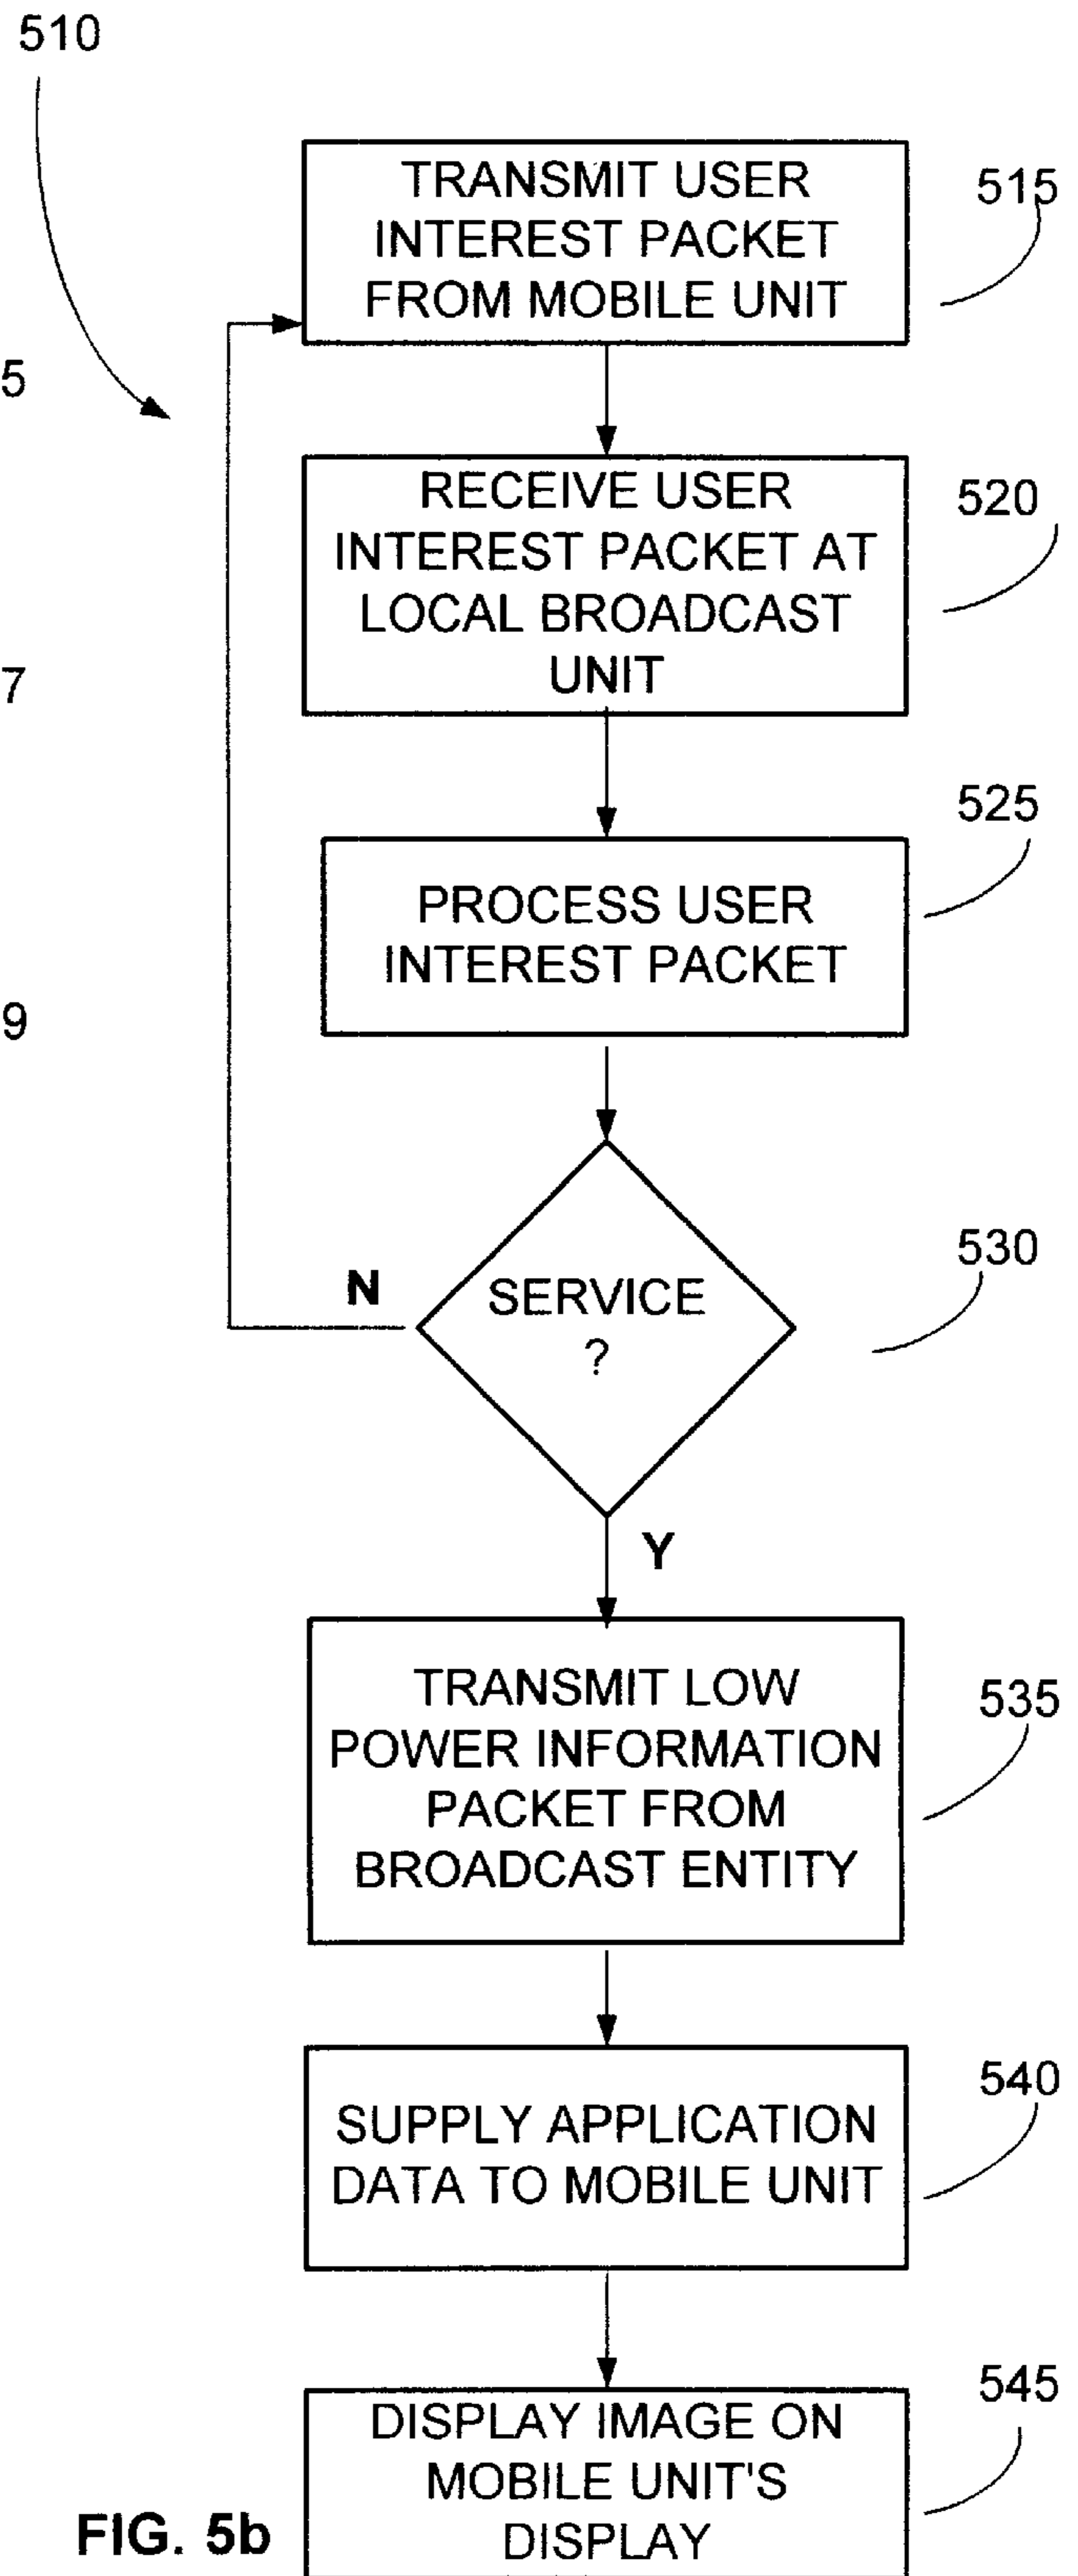 510
TRANSMIT USER
INTEREST PACKET
FROM MOBILE UNIT
515
5
RECEIVE USER
INTEREST PACKET AT
LOCAL BROADCAST
UNIT
520
7
525
PROCESS USER
INTEREST PACKET
9
530
N
SERVICE
?
Y
TRANSMIT LOW
POWER INFORMATION
PACKET FROM
BROADCAST ENTITY
535
SUPPLY APPLICATION
DATA TO MOBILE UNIT
540
545
DISPLAY IMAGE ON
MOBILE UNIT'S
DISPLAY
FIG. 5b